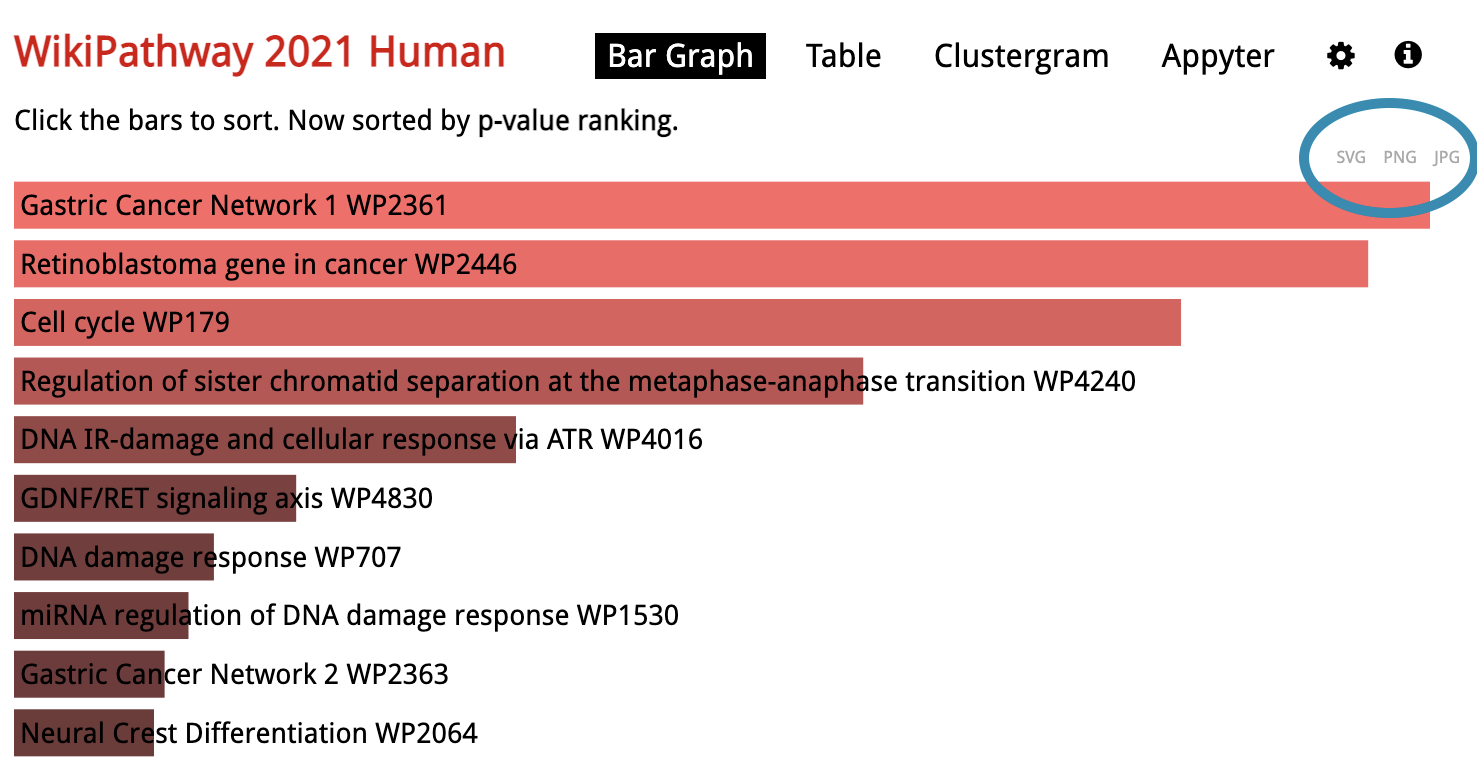 WikiPathway 2021 Human
Bar Graph Table Clustergram Appyter
Click the bars to sort. Now sorted by p-value ranking.
SVG PNG JPG
Gastric Cancer Network 1 WP2361
Retinoblastoma gene in cancer WP2446
Cell cycle WP179
Regulation of sister chromatid separation at the metaphase-anaphase transition WP4240
DNA IR-damage and cellular response via ATR WP4016
GDNF/RET signaling axis WP4830
DNA damage response WP707
miRNA regulation of DNA damage response WP1530
Gastric Cancer Network 2 WP2363
Neural Crest Differentiation WP2064